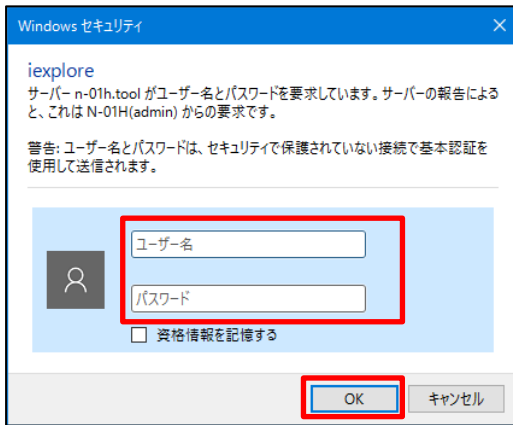 Windows セキュリティ
iexplore
サーバー n-01h.tool がユーザー名とパスワードを要求しています。サーバーの報告による
と、これは N-01H(admin) からの要求です。
警告: ユーザー名とパスワードは、セキュリティで保護されていない接続で基本認証を
使用して送信されます。
ユーザー名
パスワード
資格情報を記憶する
OK
キャンセル